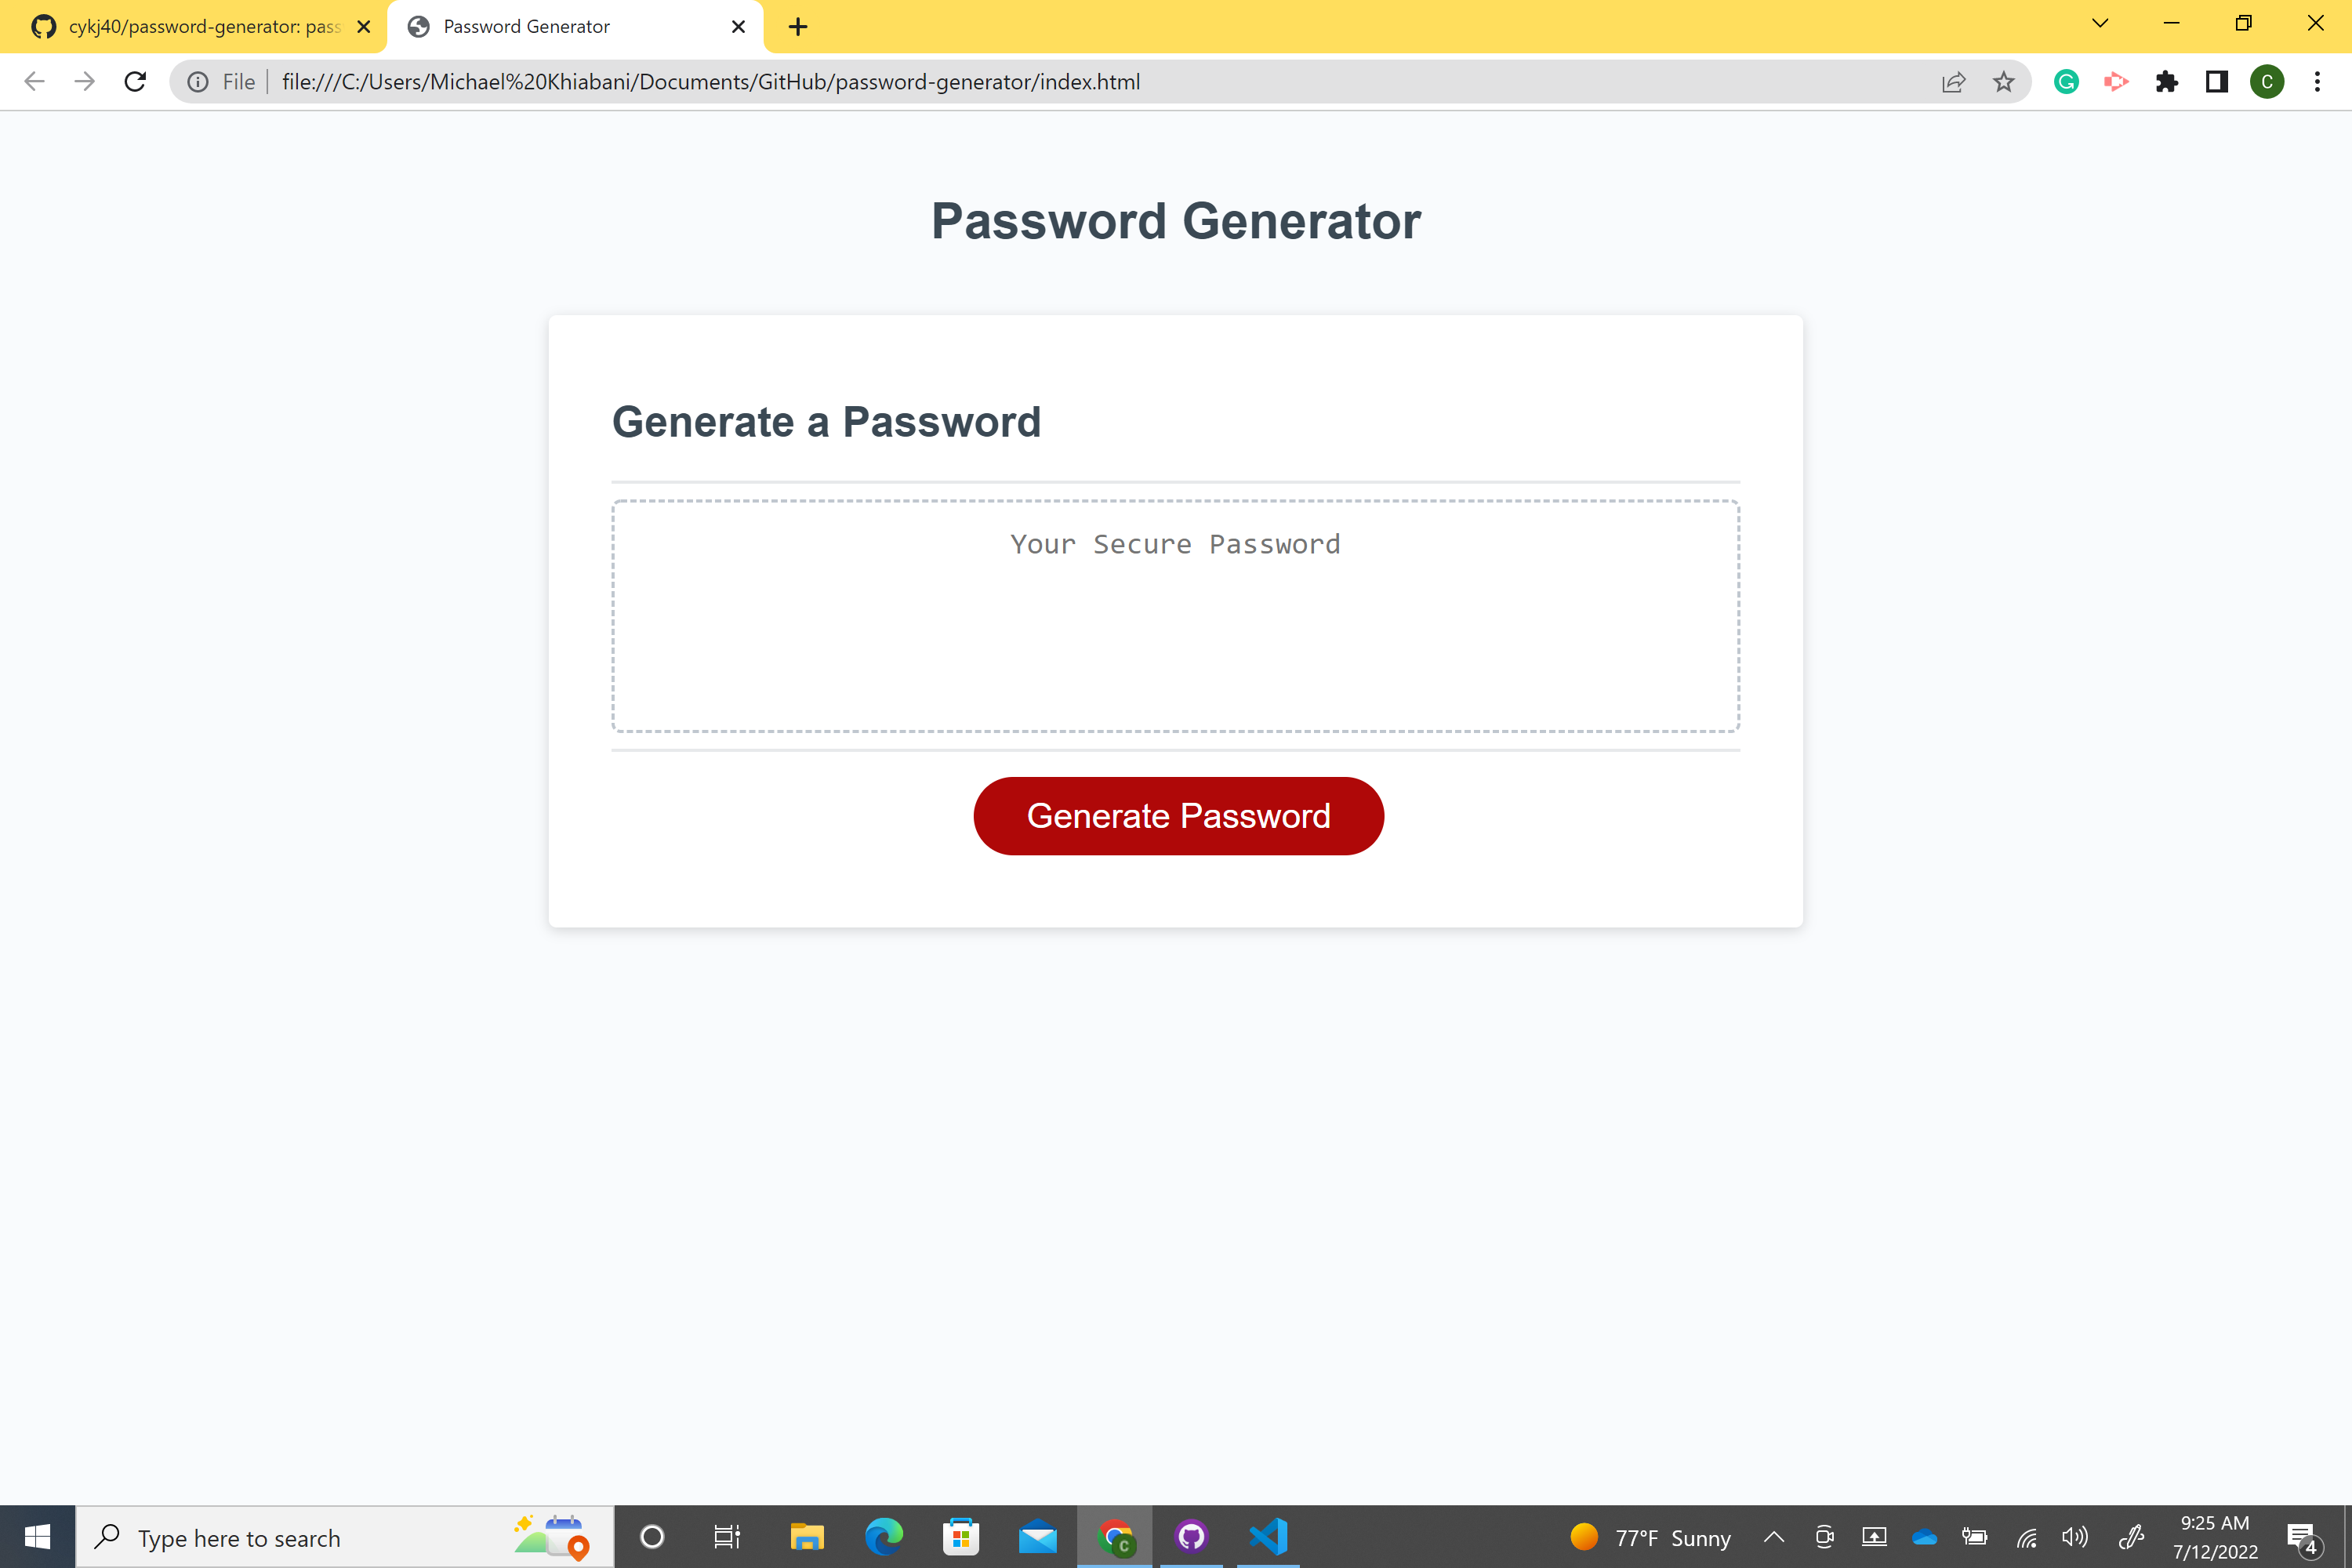 cykj40/password-generator: pass
Password Generator
File
file:///C:/Users/Michael%20Khiabani/Documents/GitHub/password-generator/index.html
C
Password Generator
Generate a Password
Your Secure Password
Generate Password
Type here to search
C
77°F Sunny
9:25 AM
7/12/2022
4